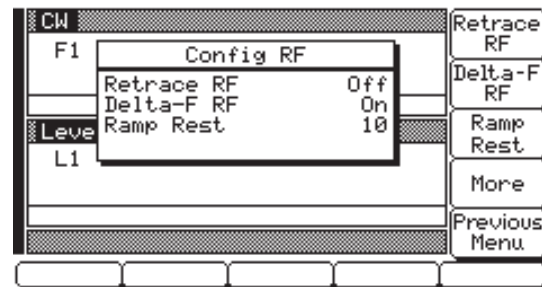 CW
F1
Config RF
Retrace RF Off
Delta-F RF On
Ramp Rest 10
Leve
L1
Retrace
RF
Delta-F
RF
Ramp
Rest
More
Previous
Menu